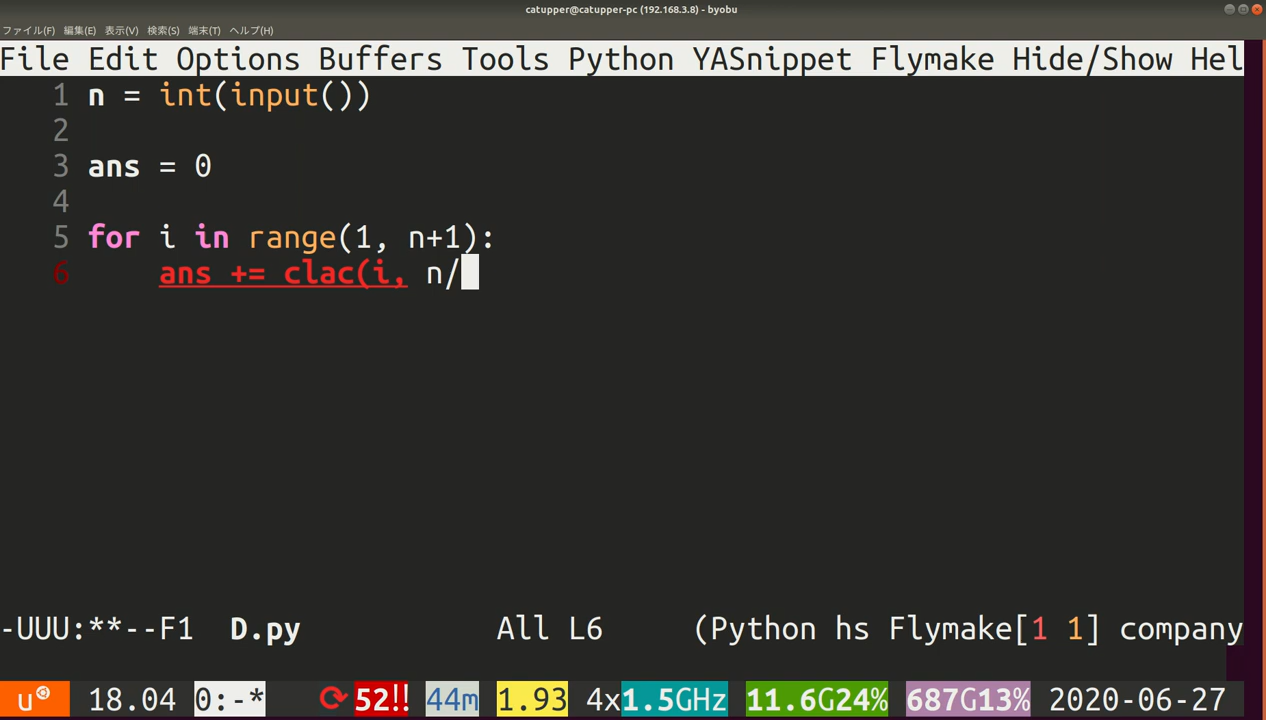 catupper@catupper-pc (192.168.3.8) - byobu
ファイル(F) 編集(E) 表示(V) 検索(S) 端末(T) ヘルプ(H)
File Edit Options Buffers Tools Python YASnippet Flymake Hide/Show Hel
1 n = int(input())
2
3 ans = 0
4
5 for i in range(1, n+1):
6 ans += clac(i, n/
-UUU:**--F1 D.py All L6 (Python hs Flymake[1 1] company
u 18.04 0:-* ⟳52!! 44m 1.93 4x1.5GHz 11.6G24% 687G13% 2020-06-27